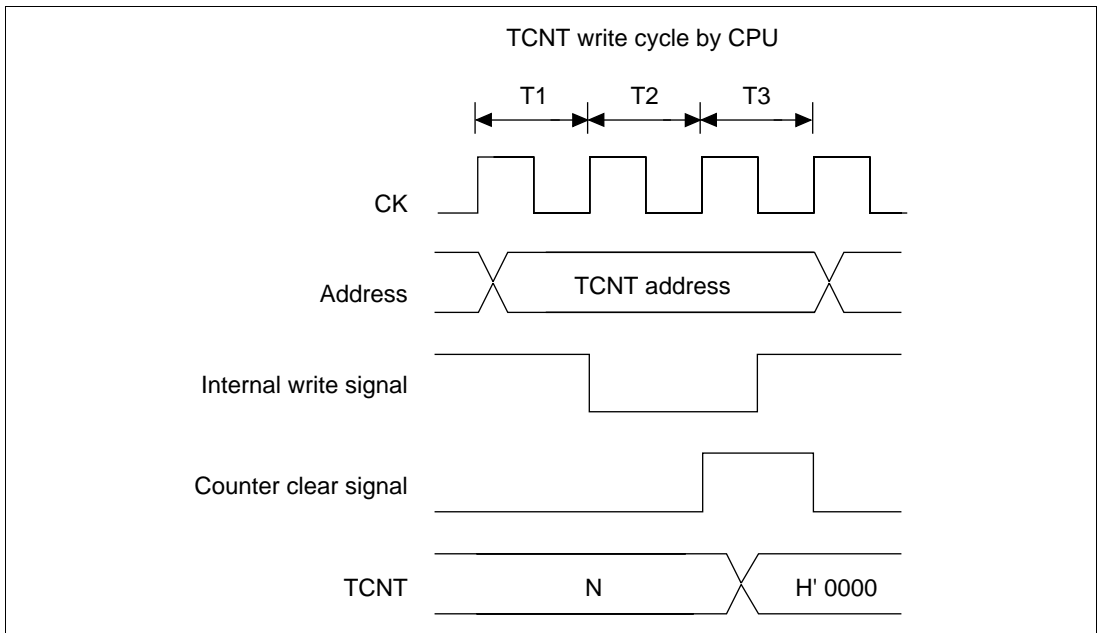 TCNT write cycle by CPU
T1 T2 T3
CK
Address TCNT address
Internal write signal
Counter clear signal
TCNT N H' 0000